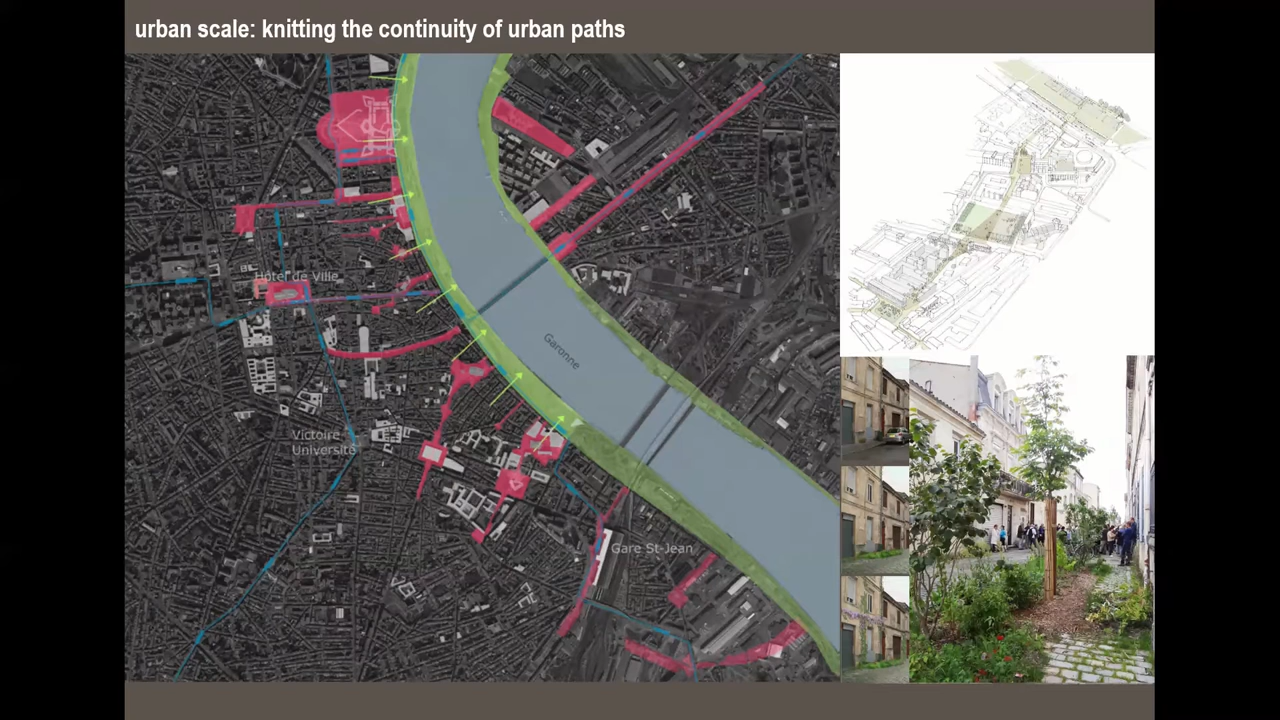 urban scale: knitting the continuity of urban paths
Hôtel de Ville
Garonne
Victoire
Université
Gare St-Jean